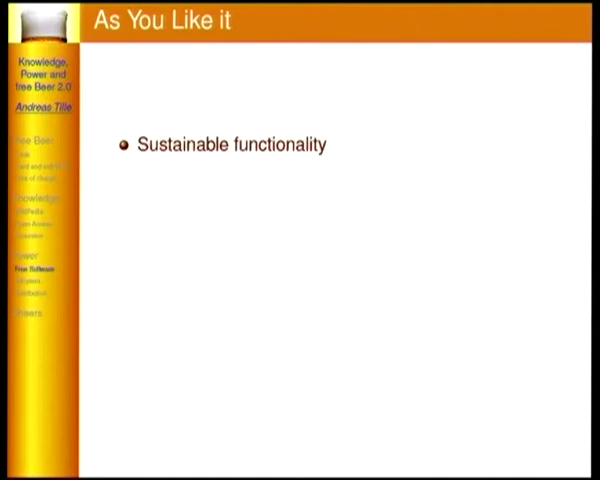 As You Like it
Knowledge,
Power and
free Beer 2.0
Andreas Tille
Free Beer
Knowledge
Power
Free Software
Cheers
Sustainable functionality